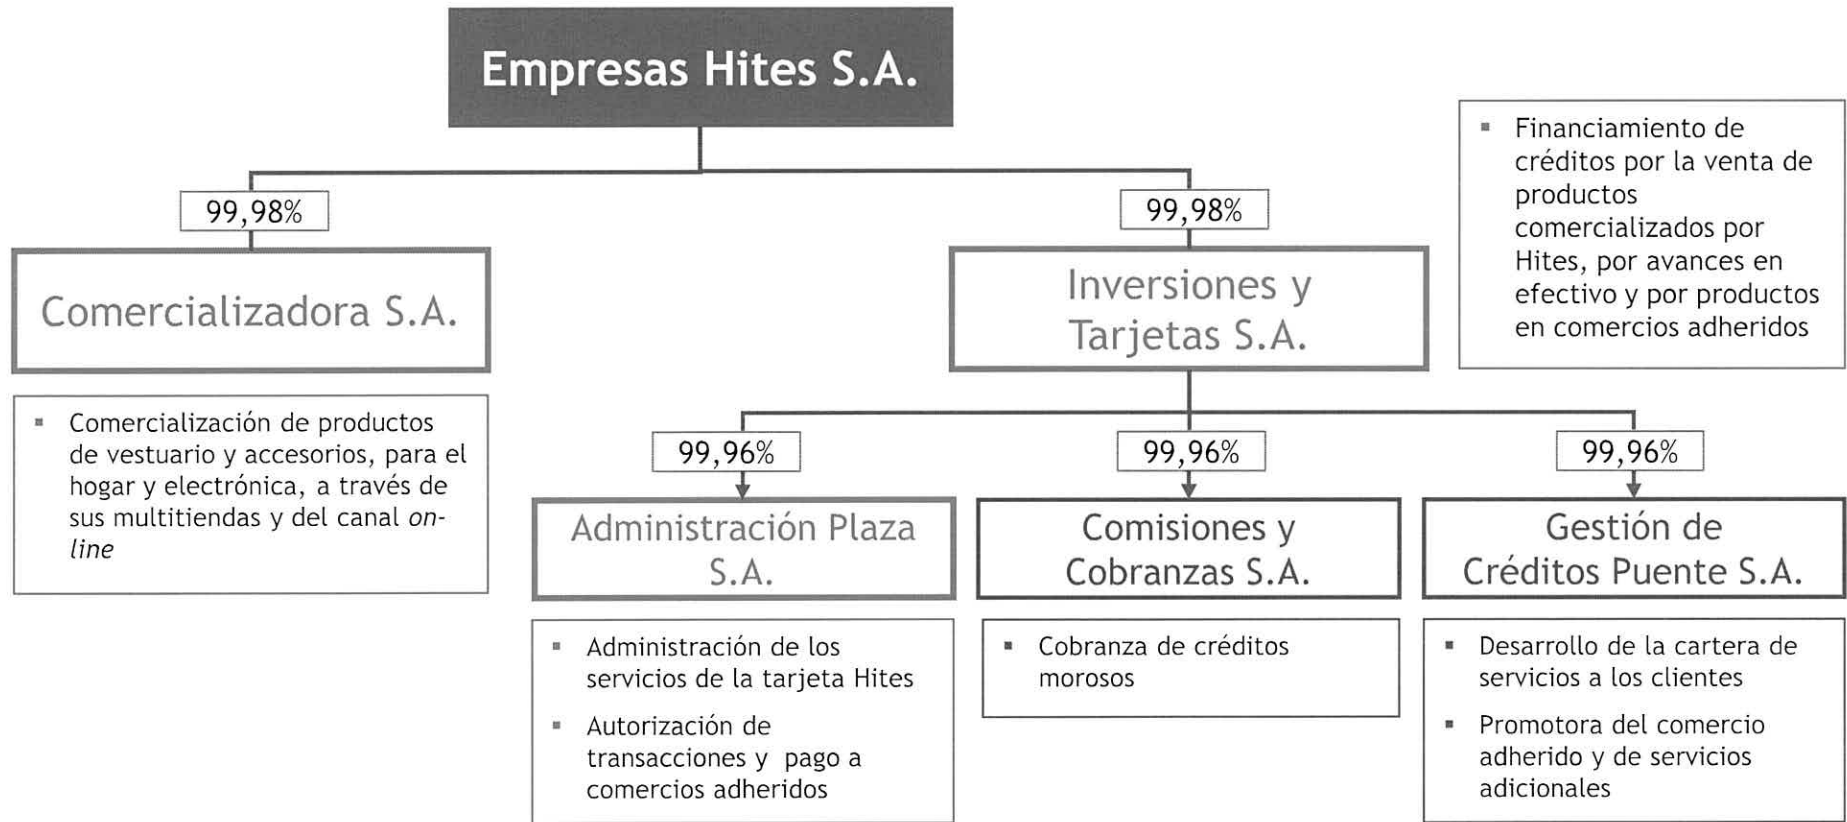 Empresas Hites S.A.
99,98%
99,98%
Comercializadora S.A.
Inversiones y
Tarjetas S.A.
▪ Financiamiento de
créditos por la venta de
productos
comercializados por
Hites, por avances en
efectivo y por productos
en comercios adheridos
▪ Comercialización de productos
de vestuario y accesorios, para el
hogar y electrónica, a través de
sus multitiendas y del canal on-
line
99,96%
99,96%
99,96%
Administración Plaza
S.A.
Comisiones y
Cobranzas S.A.
Gestión de
Créditos Puente S.A.
▪ Administración de los
servicios de la tarjeta Hites
▪ Autorización de
transacciones y pago a
comercios adheridos
▪ Cobranza de créditos
morosos
▪ Desarrollo de la cartera de
servicios a los clientes
▪ Promotora del comercio
adherido y de servicios
adicionales